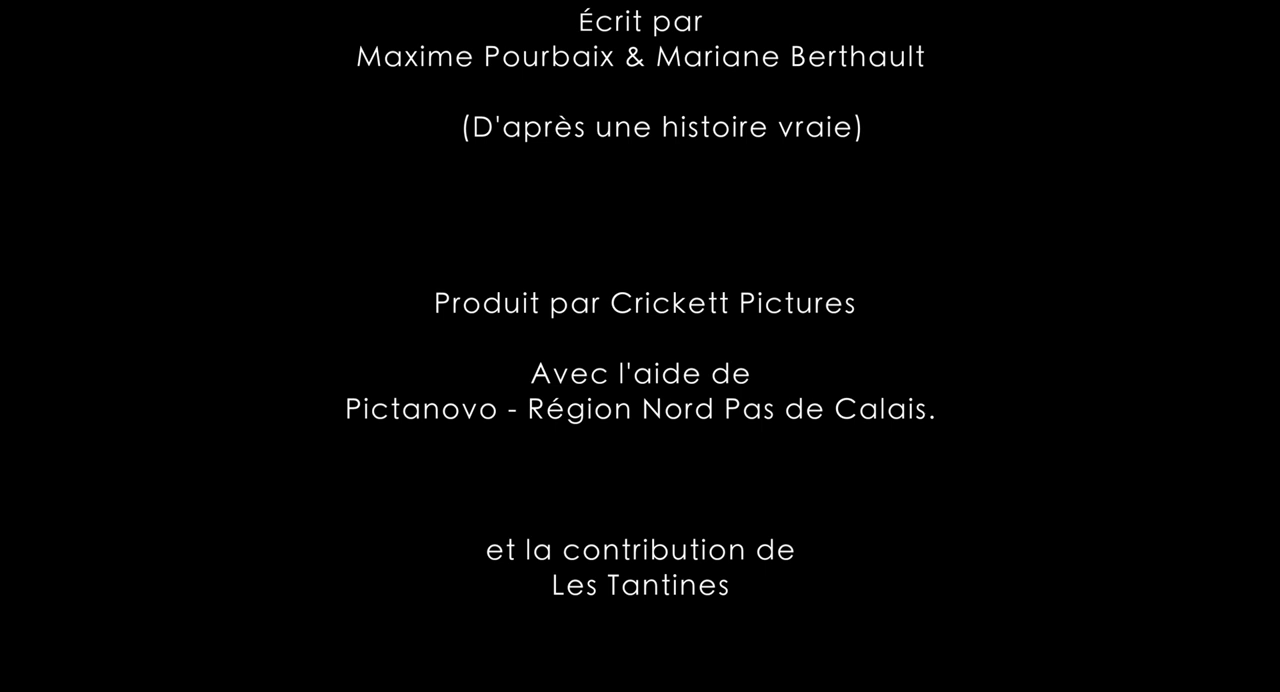 Écrit par
Maxime Pourbaix & Mariane Berthault
(D'après une histoire vraie)
Produit par Crickett Pictures
Avec l'aide de
Pictanovo - Région Nord Pas de Calais.
et la contribution de
Les Tantines